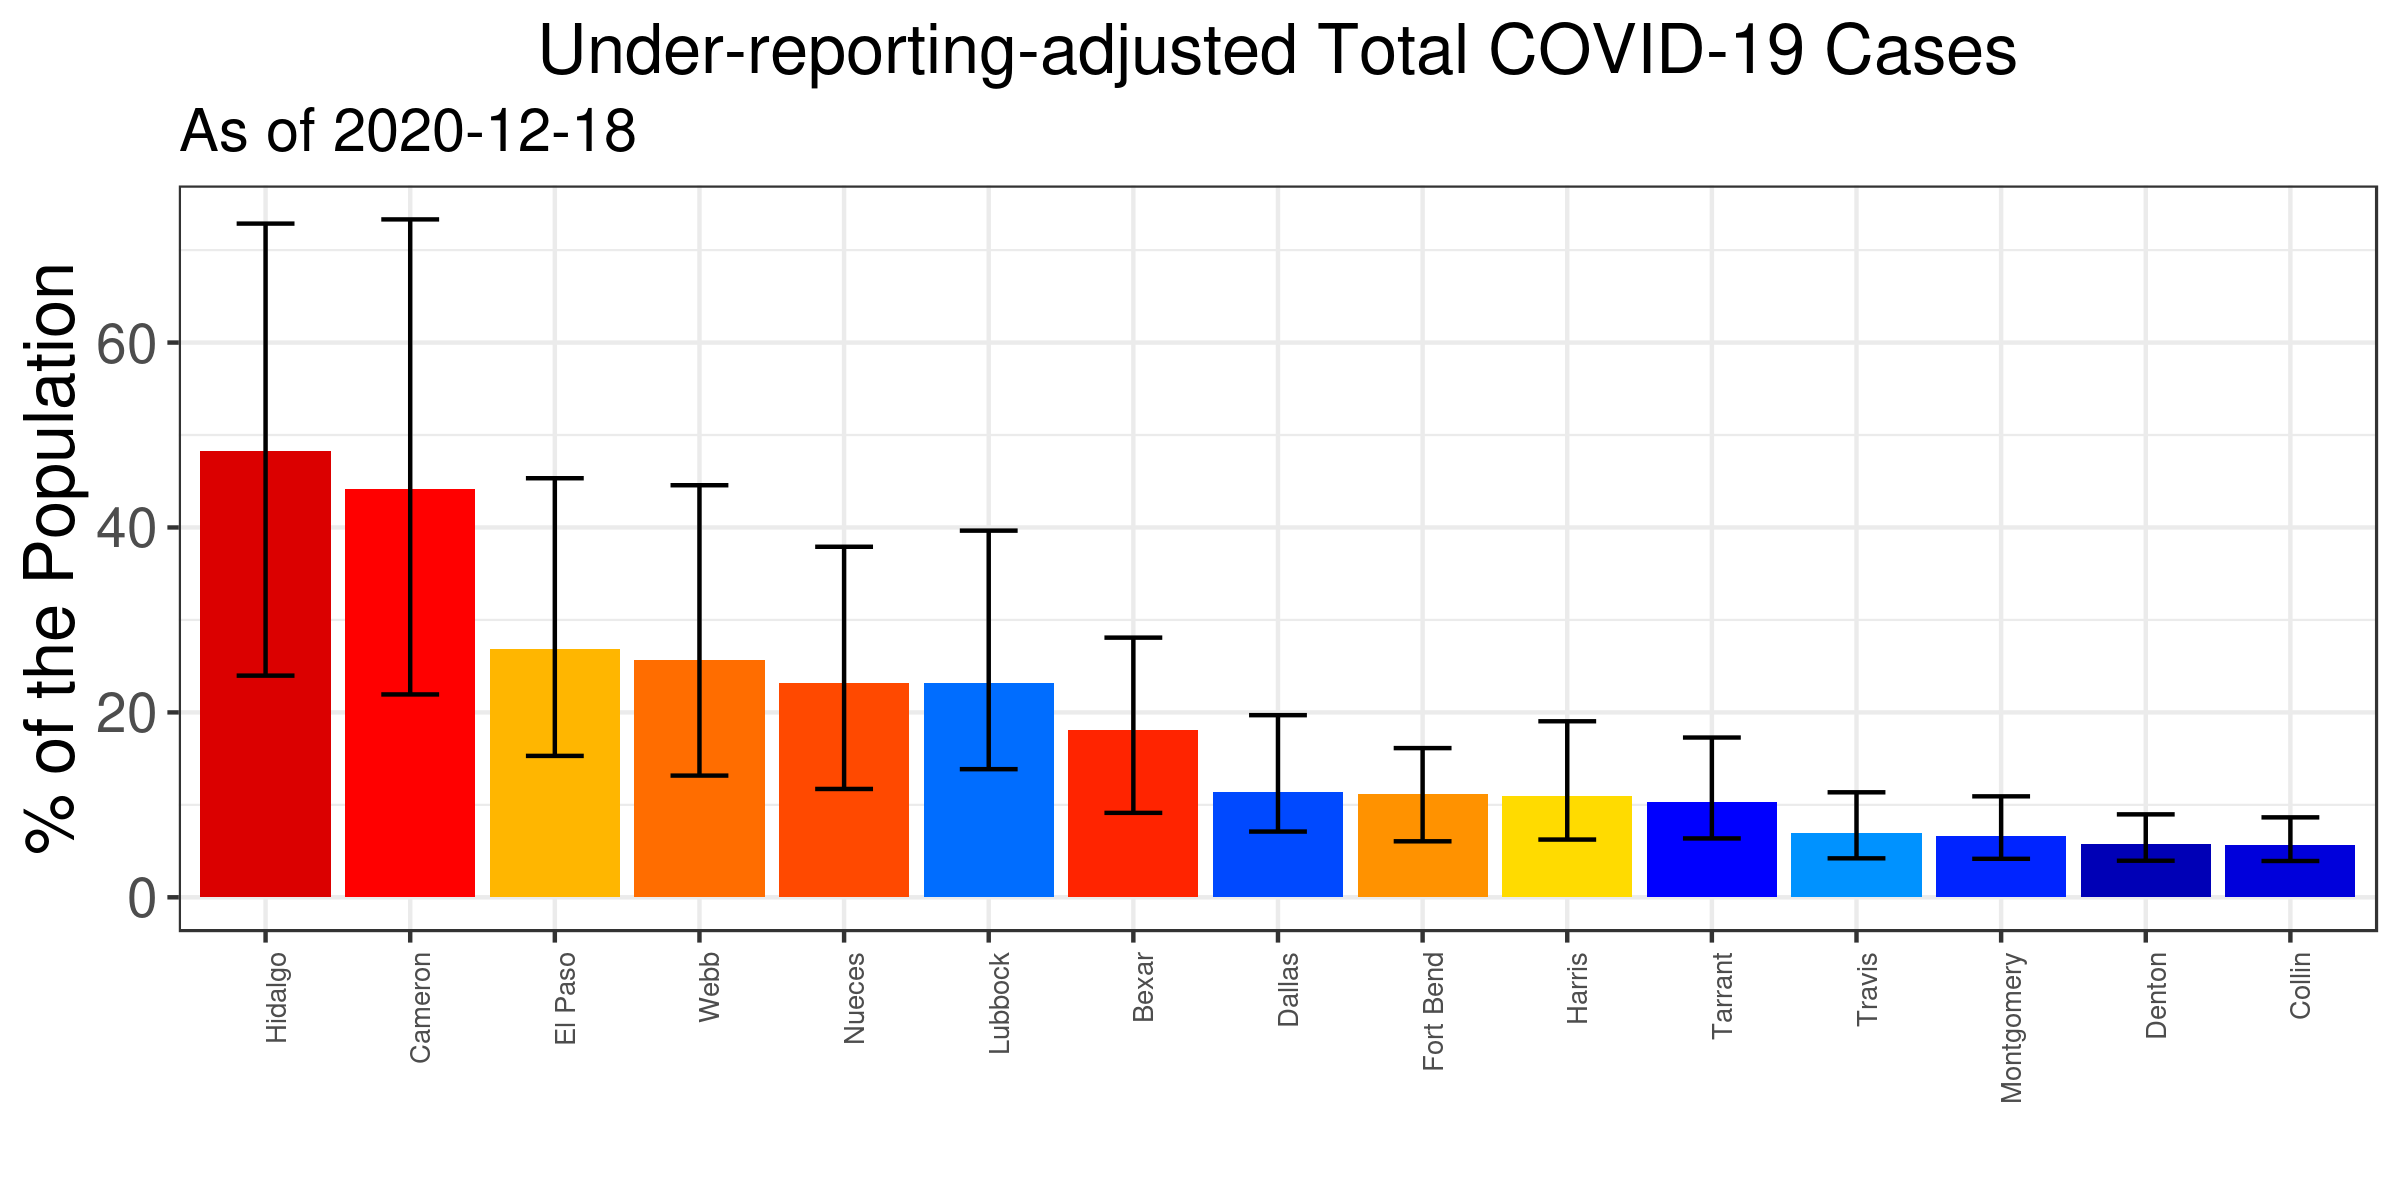 Under-reporting-adjusted Total COVID-19 Cases
As of 2020-12-18
% of the Population
60
40
20
0
Hidalgo
Cameron
El Paso
Webb
Nueces
Lubbock
Bexar
Dallas
Fort Bend
Harris
Tarrant
Travis
Montgomery
Denton
Collin